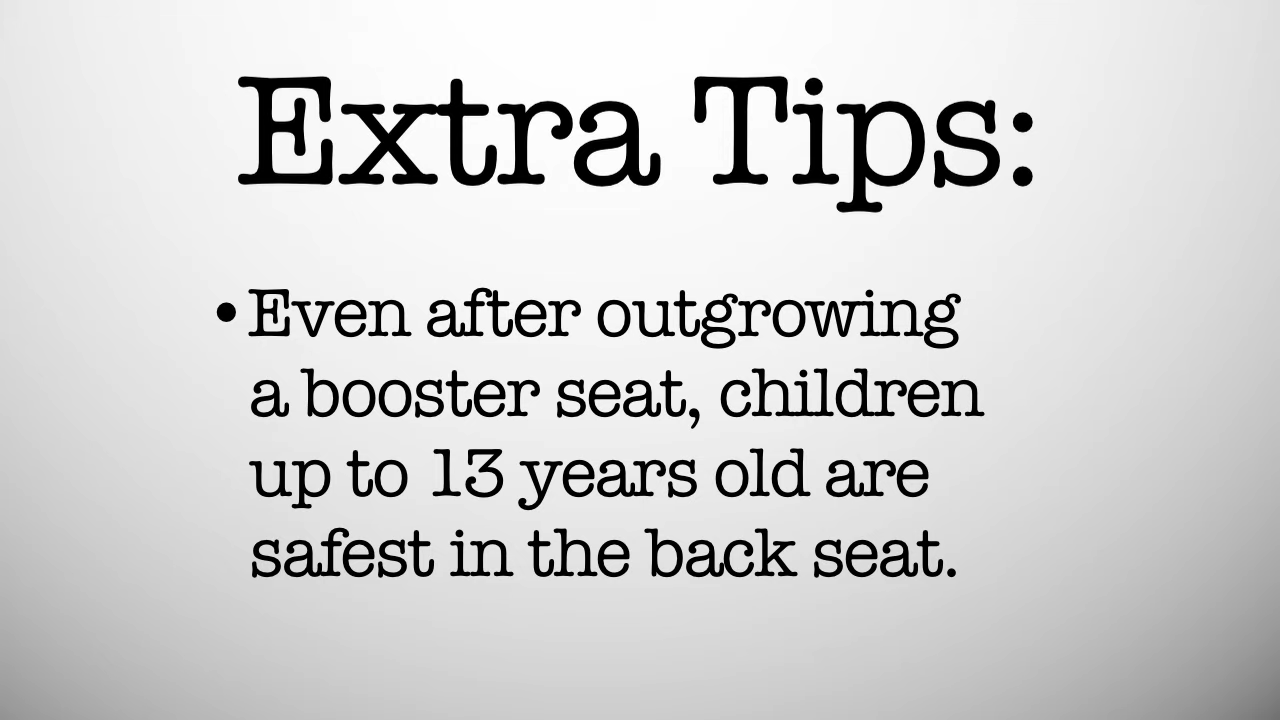 Extra Tips:
• Even after outgrowing
a booster seat, children
up to 13 years old are
safest in the back seat.